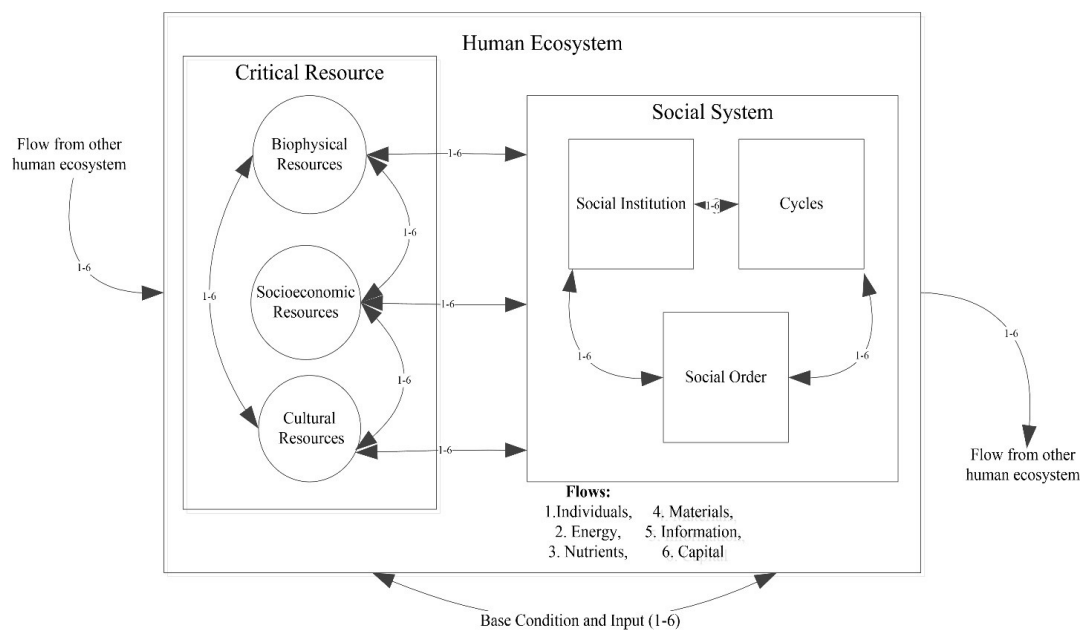 Human Ecosystem
Critical Resource
Social System
Flow from other
human ecosystem
1-6
Biophysical
Resources
1-6
1-6
1-6
Socioeconomic
Resources
1-6
1-6
Cultural
Resources
1-6
Social Institution
1-6
Cycles
1-6
1-6
Social Order
1-6
Flow from other
human ecosystem
Flows:
1.Individuals, 4. Materials,
2. Energy, 5. Information,
3. Nutrients, 6. Capital
Base Condition and Input (1-6)